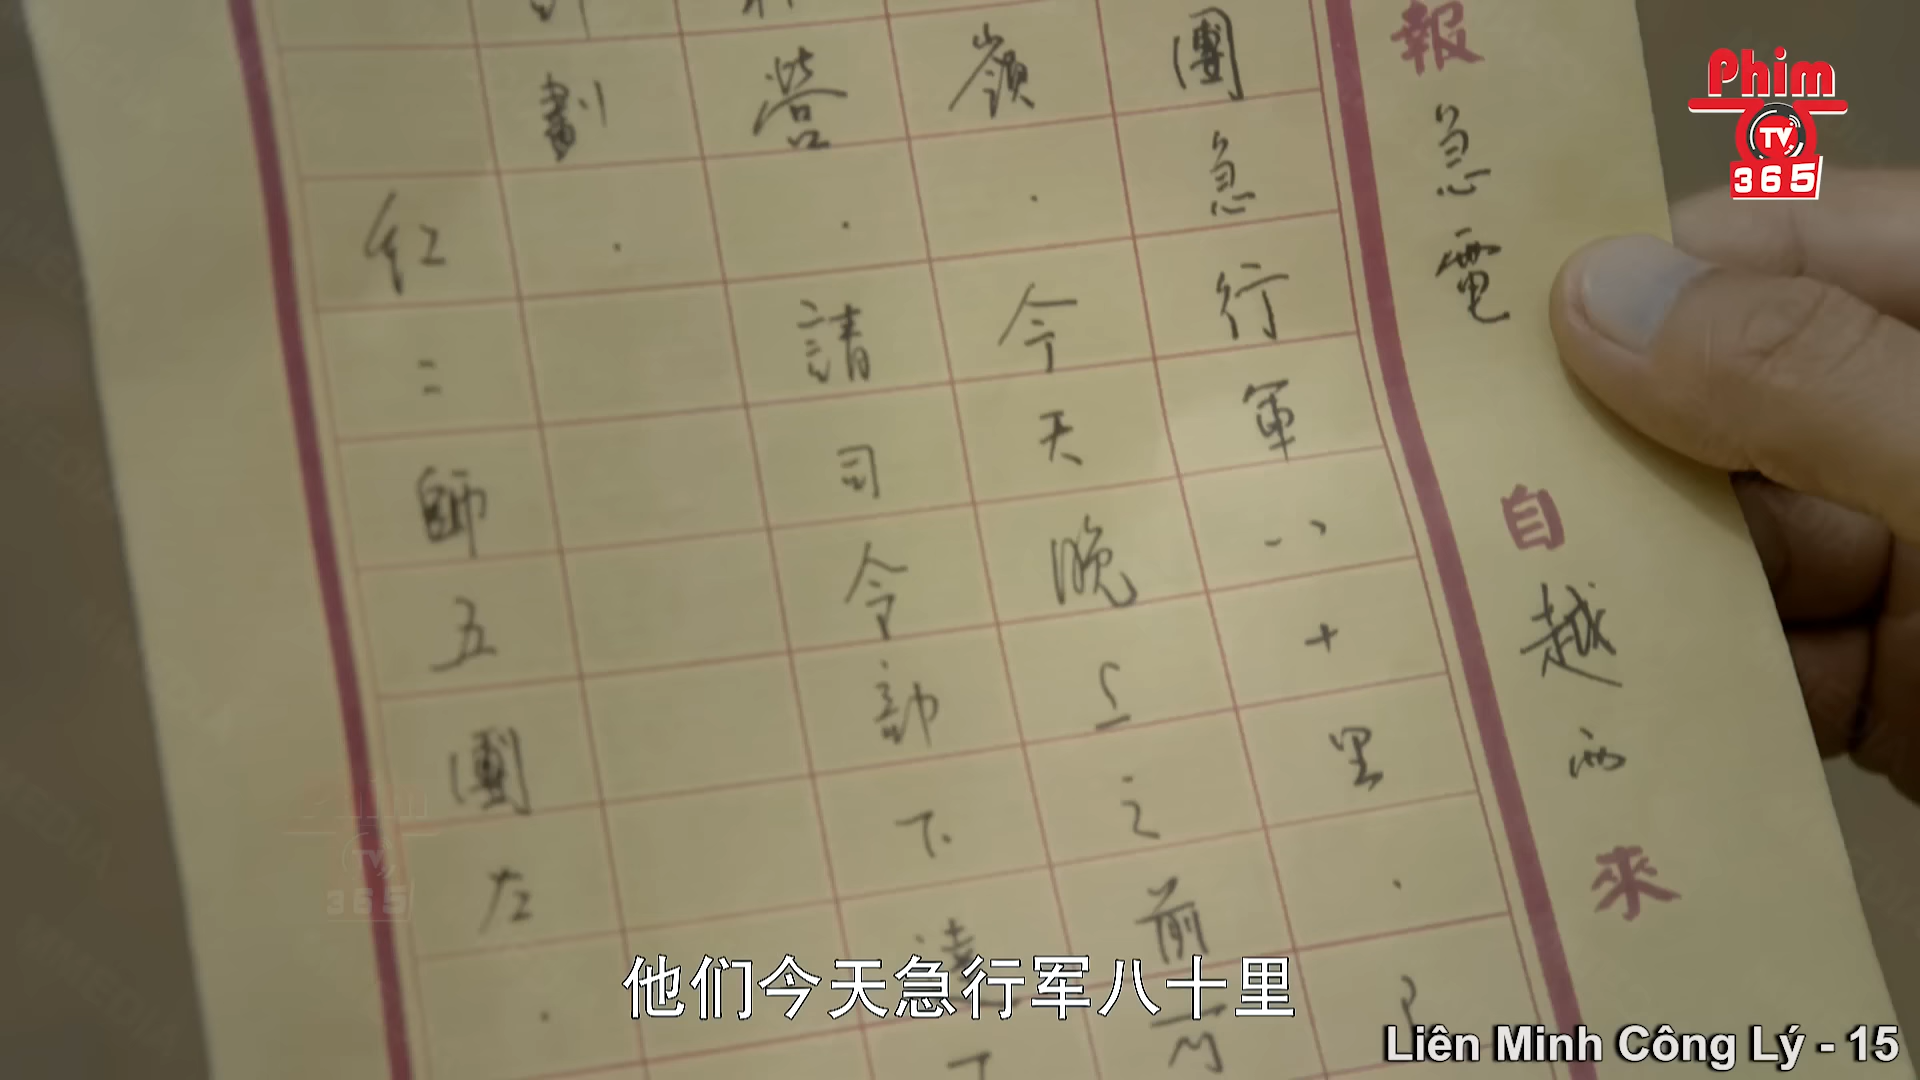 報急電 自越西來
團急行軍八十里．
嶺．今天晚上之前
營．請司令部下達
劃．
紅二師五團左．
他们今天急行军八十里
Phim
TV
365
Liên Minh Công Lý - 15